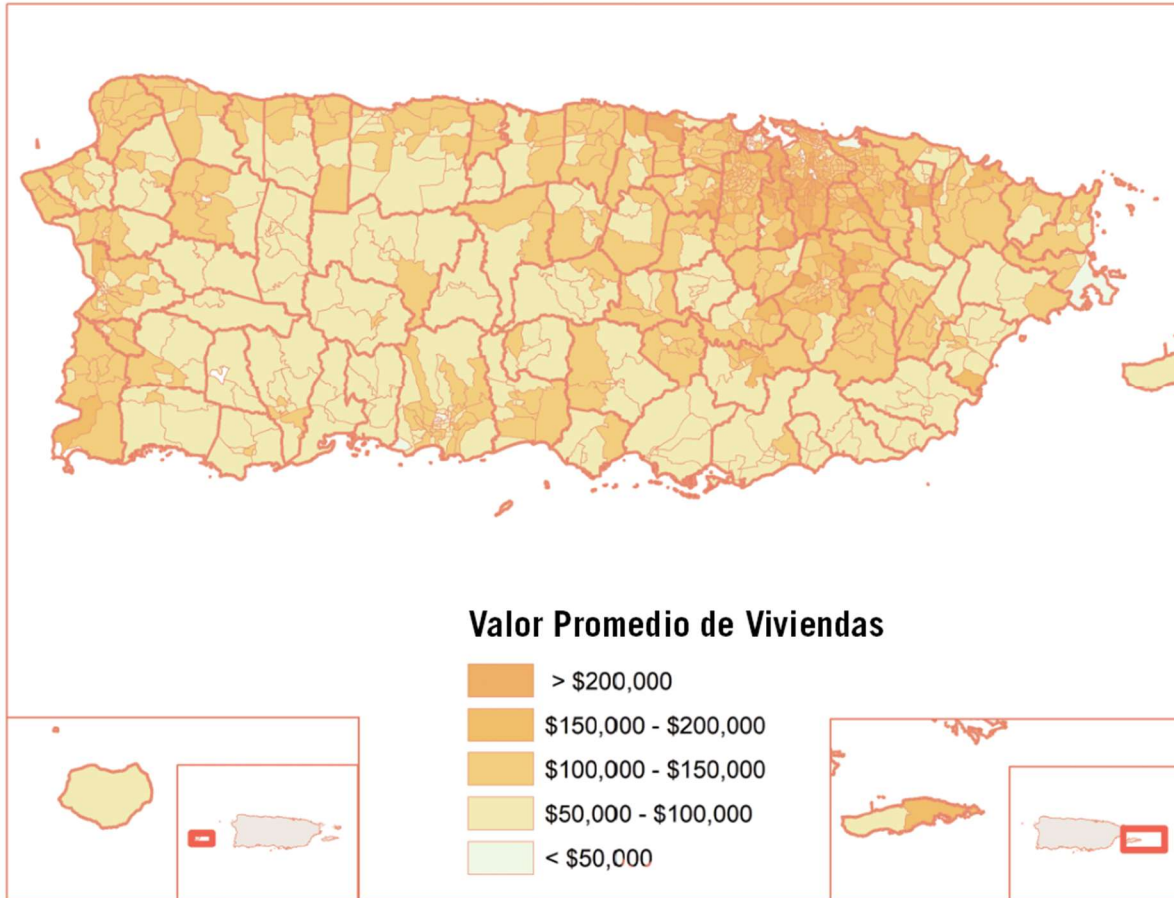 Valor Promedio de Viviendas
> $200,000
$150,000 - $200,000
$100,000 - $150,000
$50,000 - $100,000
< $50,000